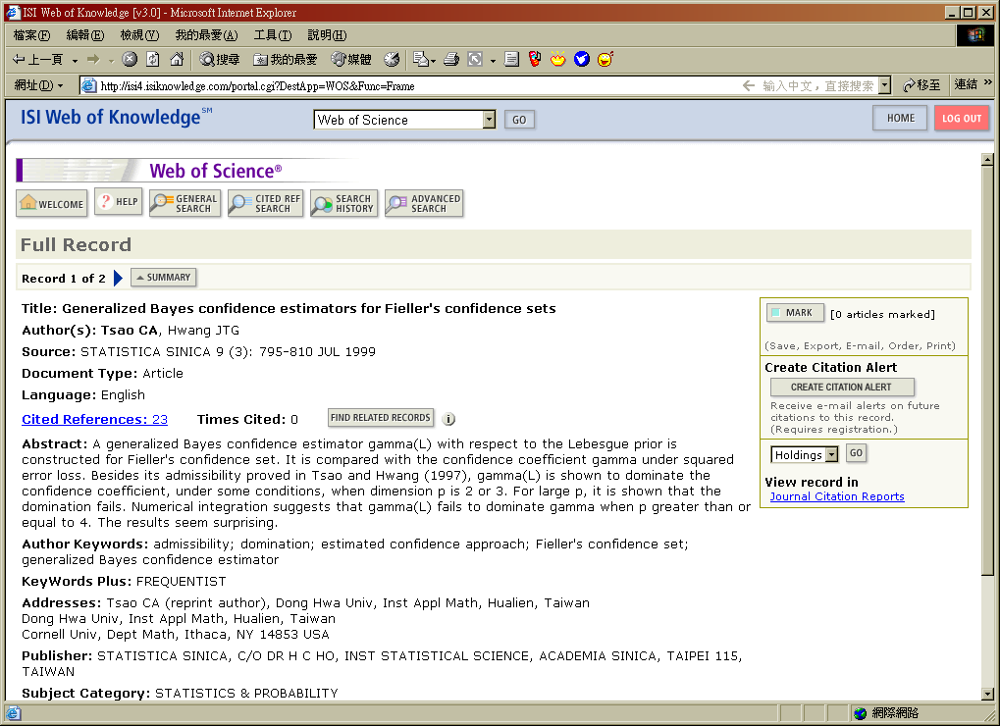 ISI Web of Knowledge [v3.0] - Microsoft Internet Explorer
檔案(F) 編輯(E) 檢視(V) 我的最愛(A) 工具(T) 說明(H)
上一頁 搜尋 我的最愛 媒體
網址(D) http://isi4.isiknowledge.com/portal.cgi?DestApp=WOS&Func=Frame 輸入中文，直接搜索 移至 連結 »
ISI Web of Knowledge SM Web of Science GO HOME LOG OUT
Web of Science®
WELCOME HELP GENERAL SEARCH CITED REF SEARCH SEARCH HISTORY ADVANCED SEARCH
Full Record
Record 1 of 2 SUMMARY
Title: Generalized Bayes confidence estimators for Fieller's confidence sets
Author(s): Tsao CA, Hwang JTG
Source: STATISTICA SINICA 9 (3): 795-810 JUL 1999
Document Type: Article
Language: English
Cited References: 23 Times Cited: 0 FIND RELATED RECORDS i
Abstract: A generalized Bayes confidence estimator gamma(L) with respect to the Lebesgue prior is
constructed for Fieller's confidence set. It is compared with the confidence coefficient gamma under squared
error loss. Besides its admissibility proved in Tsao and Hwang (1997), gamma(L) is shown to dominate the
confidence coefficient, under some conditions, when dimension p is 2 or 3. For large p, it is shown that the
domination fails. Numerical integration suggests that gamma(L) fails to dominate gamma when p greater than or
equal to 4. The results seem surprising.
Author Keywords: admissibility; domination; estimated confidence approach; Fieller's confidence set;
generalized Bayes confidence estimator
KeyWords Plus: FREQUENTIST
Addresses: Tsao CA (reprint author), Dong Hwa Univ, Inst Appl Math, Hualien, Taiwan
Dong Hwa Univ, Inst Appl Math, Hualien, Taiwan
Cornell Univ, Dept Math, Ithaca, NY 14853 USA
Publisher: STATISTICA SINICA, C/O DR H C HO, INST STATISTICAL SCIENCE, ACADEMIA SINICA, TAIPEI 115,
TAIWAN
Subject Category: STATISTICS & PROBABILITY
MARK [0 articles marked]
(Save, Export, E-mail, Order, Print)
Create Citation Alert
CREATE CITATION ALERT
Receive e-mail alerts on future
citations to this record.
(Requires registration.)
Holdings GO
View record in
Journal Citation Reports
網際網路